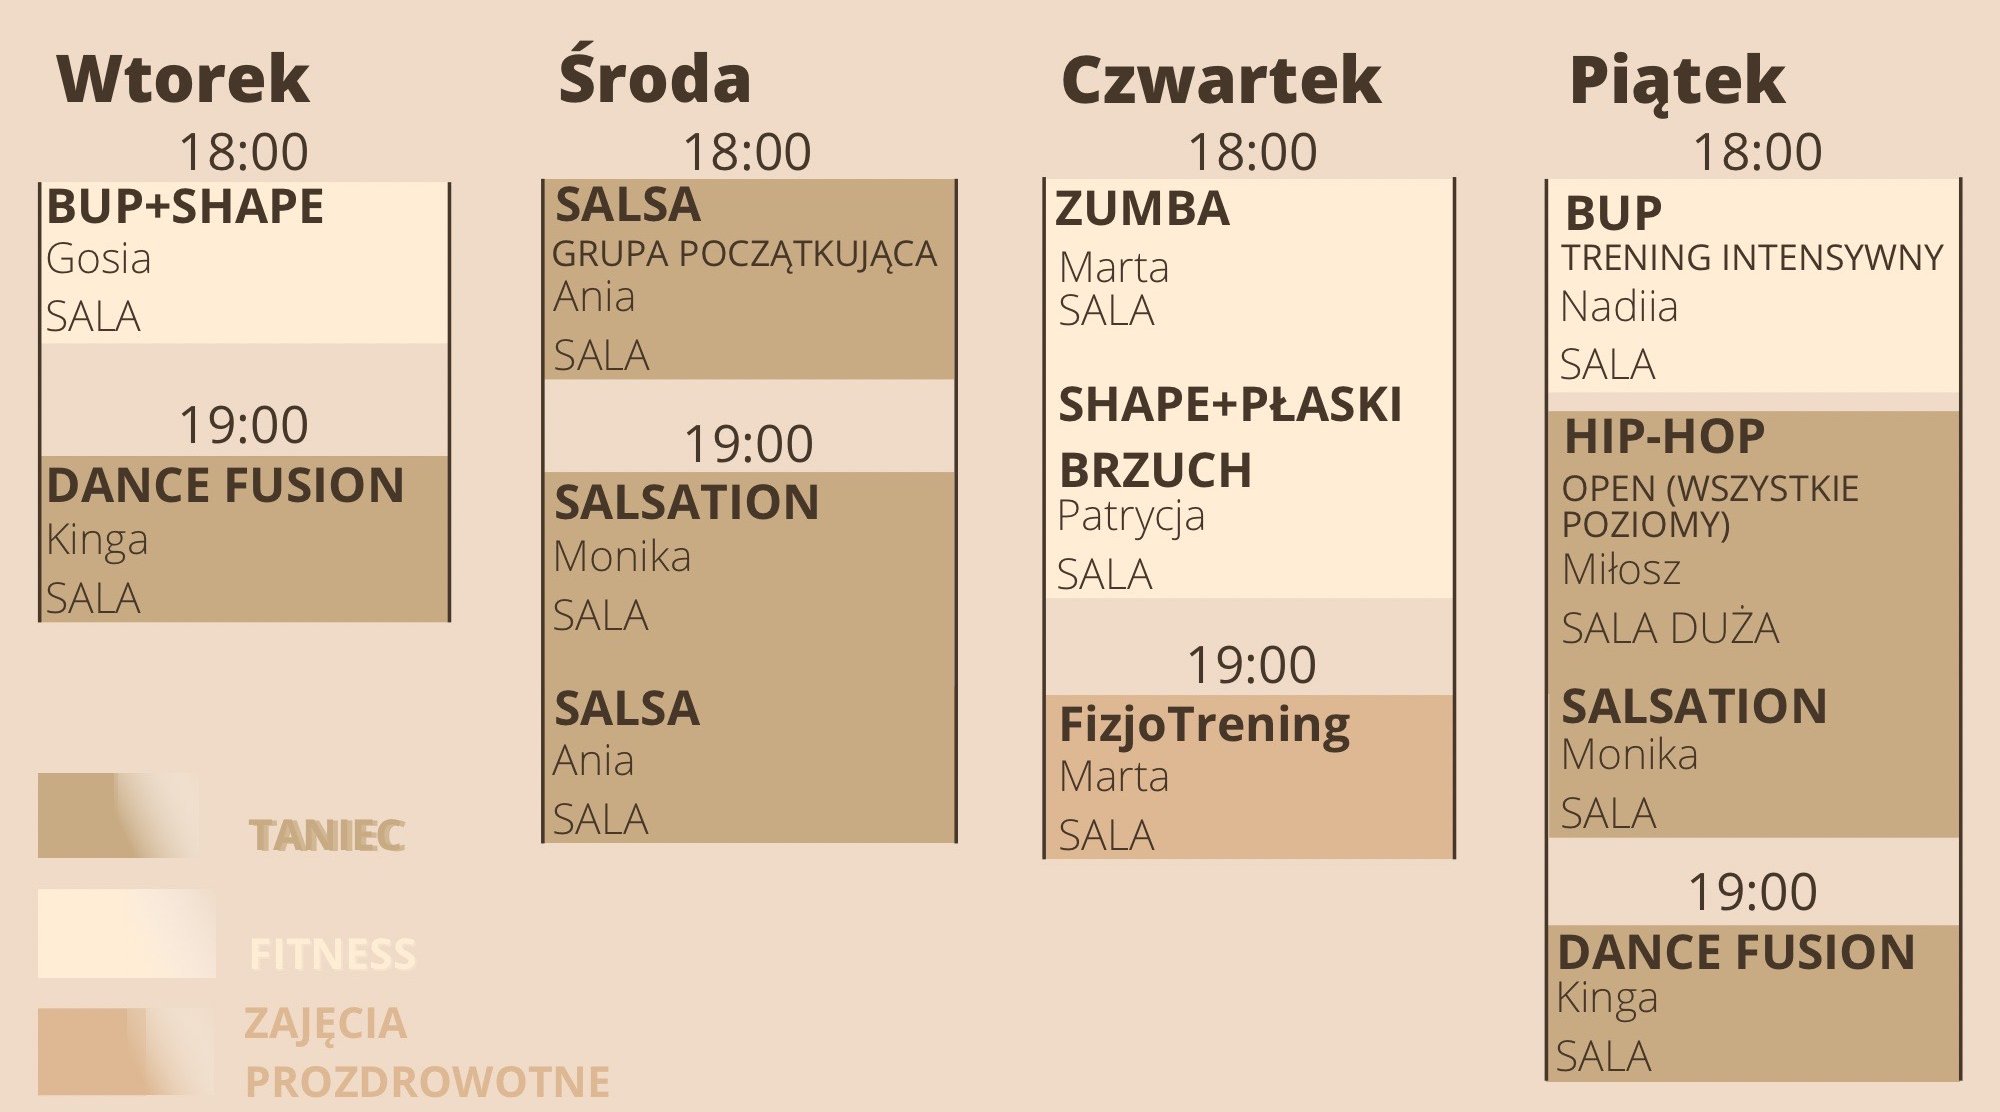 Wtorek
18:00
BUP+SHAPE
Gosia
SALA
19:00
DANCE FUSION
Kinga
SALA
Środa
18:00
SALSA
GRUPA POCZĄTKUJĄCA
Ania
SALA
19:00
SALSATION
Monika
SALA
SALSA
Ania
SALA
Czwartek
18:00
ZUMBA
Marta
SALA
SHAPE+PŁASKI
BRZUCH
Patrycja
SALA
19:00
FizjoTrening
Marta
SALA
Piątek
18:00
BUP
TRENING INTENSYWNY
Nadiia
SALA
HIP-HOP
OPEN (WSZYSTKIE
POZIOMY)
Miłosz
SALA DUŻA
SALSATION
Monika
SALA
19:00
DANCE FUSION
Kinga
SALA
TANIEC
FITNESS
ZAJĘCIA
PROZDROWOTNE